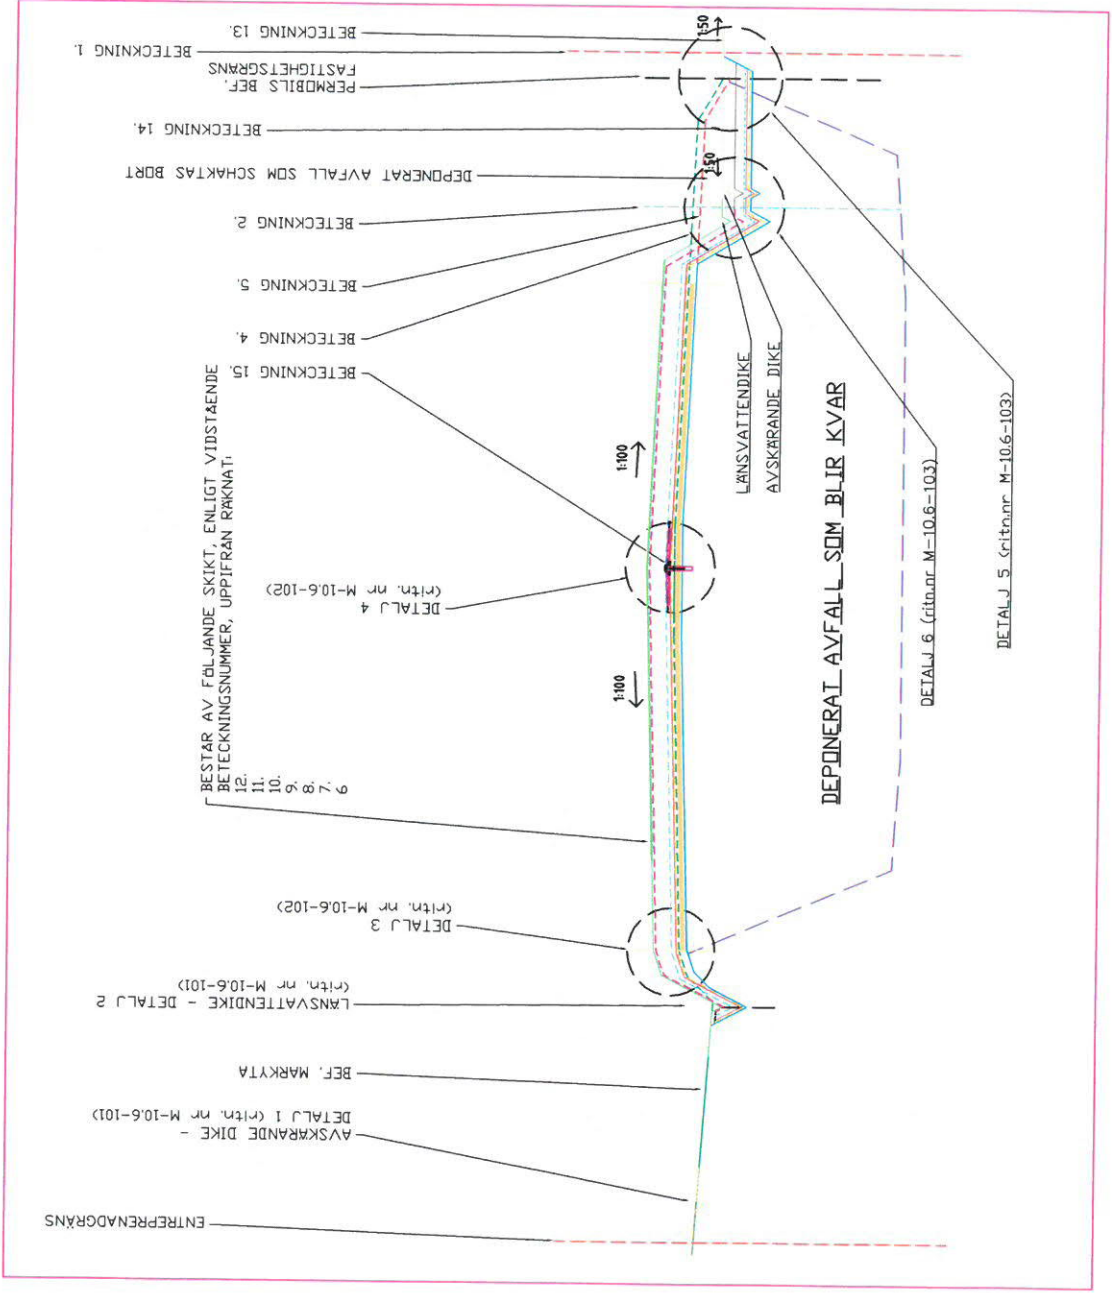 BETECKNING 13.
BETECKNING 1.
PERMOBILS BEF.
FASTIGHETSGRÄNS
BETECKNING 14.
DEPONERAT AVFALL SOM SCHAKTAS BORT
BETECKNING 2.
BETECKNING 5.
BETECKNING 4.
BETECKNING 15.
BESTÅR AV FÖLJANDE SKIKT, ENLIGT VIDSTÅENDE
BETECKNINGSNUMMER, UPPIFRÅN RÄKNAT:
12.
11.
10.
9.
8.
7.
6
DETALJ 4
(ritn. nr M-10.6-102)
DETALJ 3
(ritn. nr M-10.6-102)
LÄNSVATTENDIKE - DETALJ 2
(ritn. nr M-10.6-101)
BEF. MARKYTA
AVSKÄRANDE DIKE -
DETALJ 1 (ritn. nr M-10.6-101)
ENTREPRENADGRÄNS
1:50
1:50
1:100
1:100
LÄNSVATTENDIKE
AVSKÄRANDE DIKE
DEPONERAT AVFALL SOM BLIR KVAR
DETALJ 6 (ritn.nr M-10.6-103)
DETALJ 5 (ritn.nr M-10.6-103)